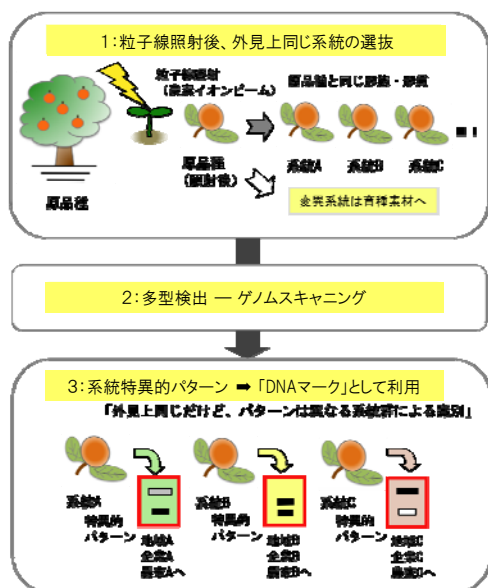 1：粒子線照射後、外見上同じ系統の選抜
粒子線照射
（炭素イオンビーム）
原品種と同じ形態・形質
原品種
原品種
（照射後）
系統A
系統B
系統C
変異系統は育種素材へ
2：多型検出 ― ゲノムスキャニング
3：系統特異的パターン ➡ 「DNAマーク」として利用
「外見上同じだけど、パターンは異なる系統群による識別」
系統A
特異的
パターン
地域A
企業A
農家Aへ
系統B
特異的
パターン
地域B
企業B
農家Bへ
系統C
特異的
パターン
地域C
企業C
農家Cへ